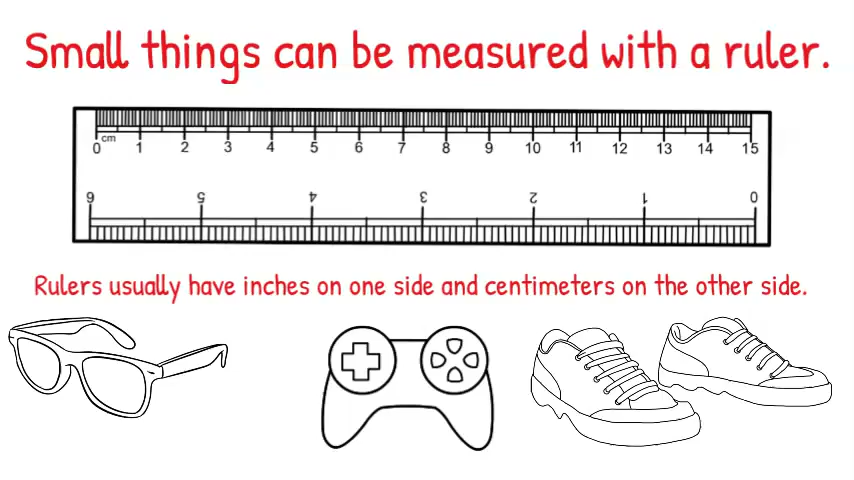 Small things can be measured with a ruler.
cm
0 1 2 3 4 5 6 7 8 9 10 11 12 13 14 15
6 5 4 3 2 1 0
Rulers usually have inches on one side and centimeters on the other side.